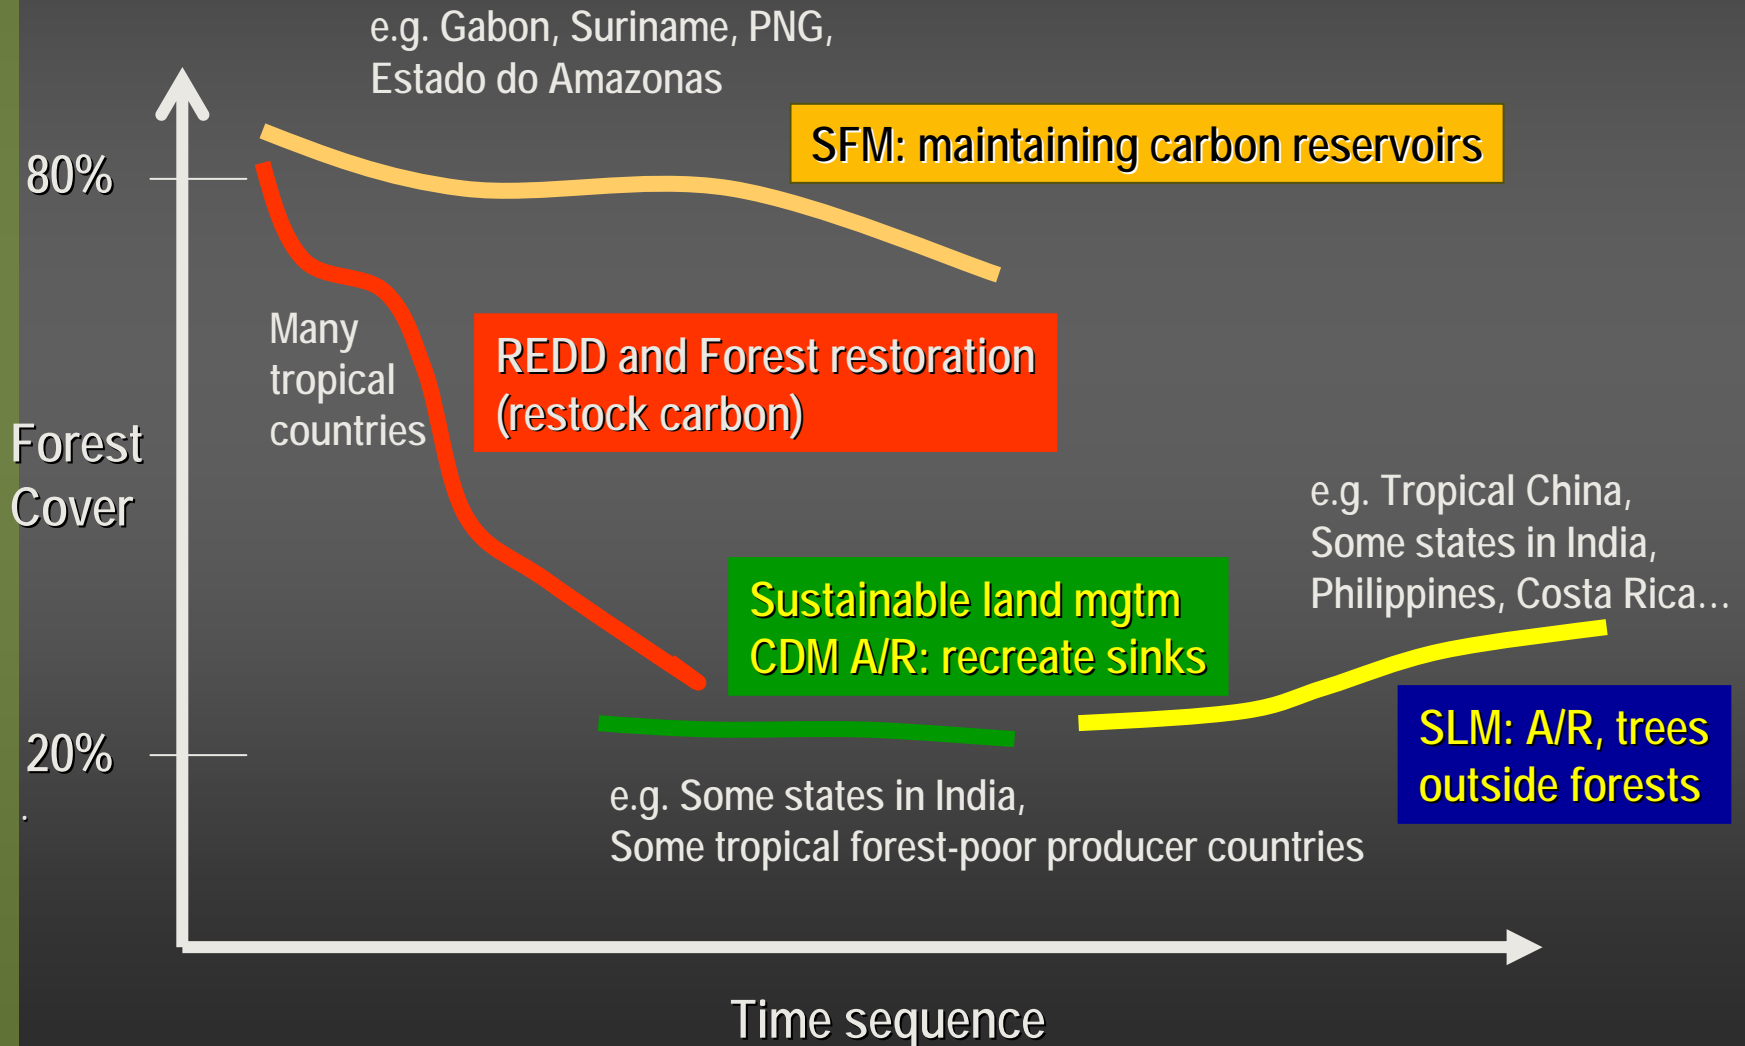 e.g. Gabon, Suriname, PNG,
Estado do Amazonas
SFM: maintaining carbon reservoirs
80%
Many
tropical
countries
REDD and Forest restoration
(restock carbon)
Forest
Cover
e.g. Tropical China,
Some states in India,
Philippines, Costa Rica...
Sustainable land mgtm
CDM A/R: recreate sinks
SLM: A/R, trees
outside forests
20%
.
e.g. Some states in India,
Some tropical forest-poor producer countries
Time sequence